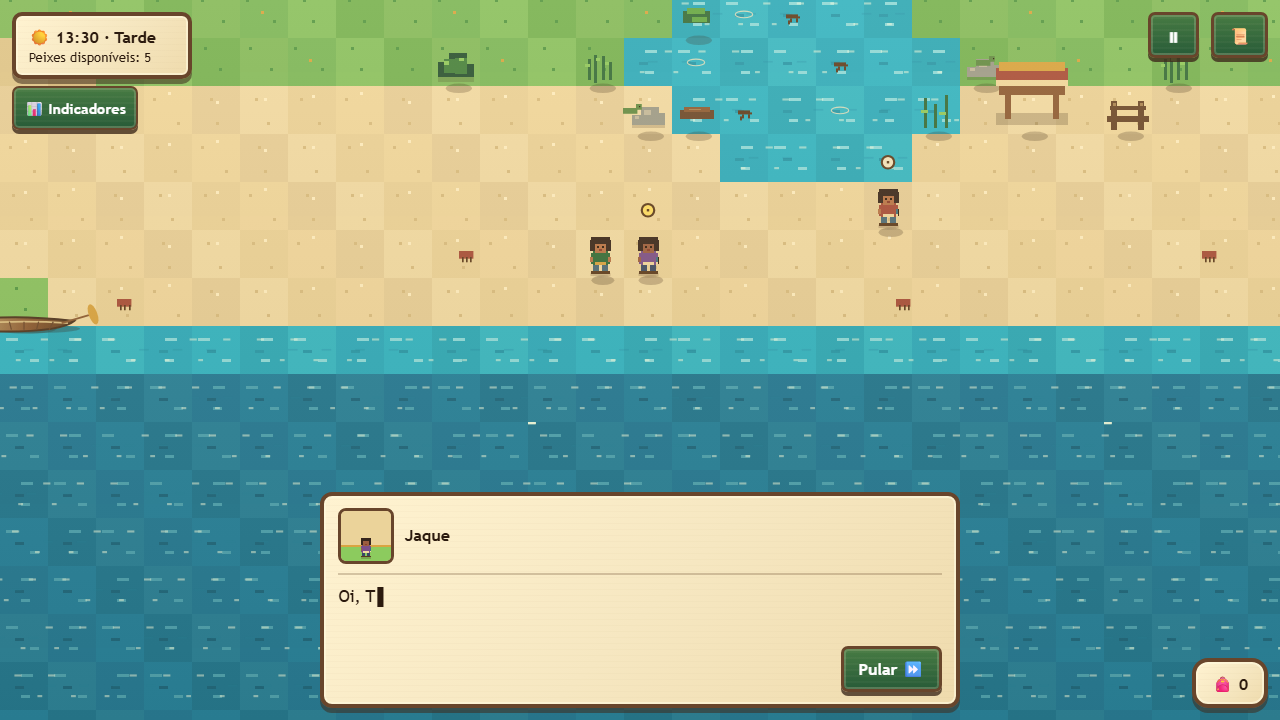 13:30 · Tarde
Peixes disponíveis: 5
Indicadores
Jaque
Oi, T
Pular
0